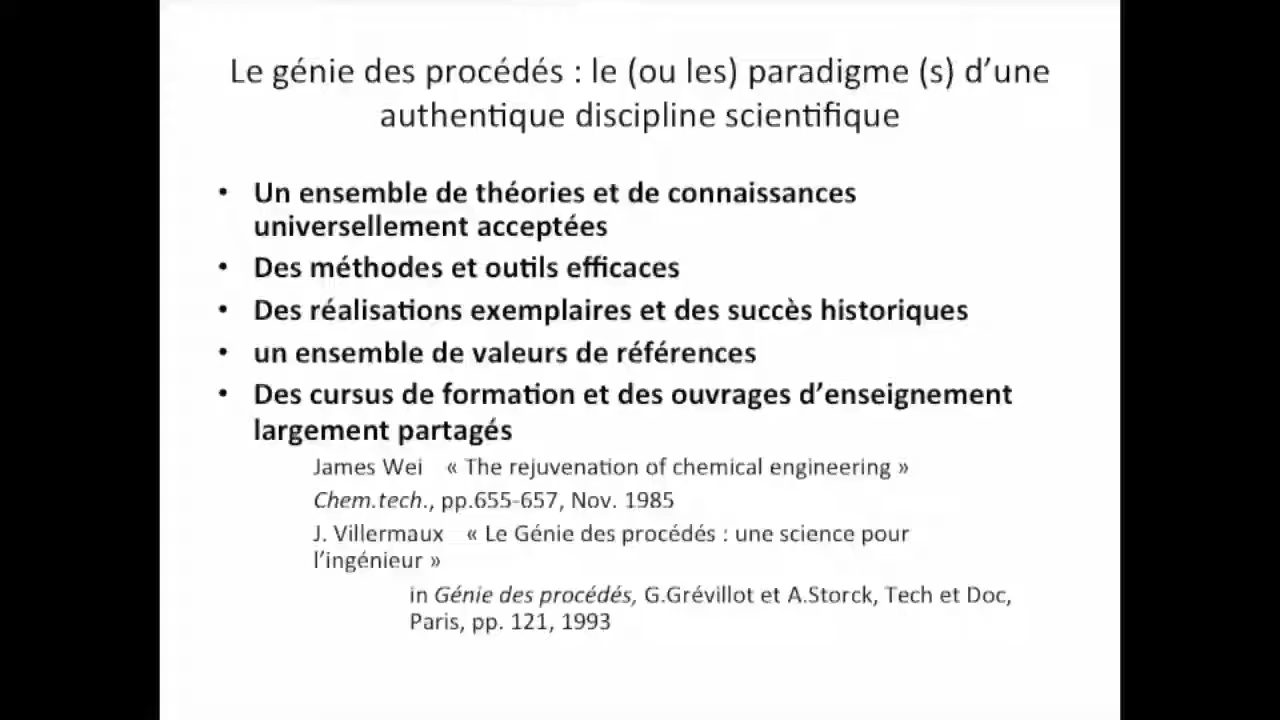 Le génie des procédés : le (ou les) paradigme (s) d’une
authentique discipline scientifique
• Un ensemble de théories et de connaissances
universellement acceptées
• Des méthodes et outils efficaces
• Des réalisations exemplaires et des succès historiques
• un ensemble de valeurs de références
• Des cursus de formation et des ouvrages d’enseignement
largement partagés
James Wei « The rejuvenation of chemical engineering »
Chem.tech., pp.655-657, Nov. 1985
J. Villermaux « Le Génie des procédés : une science pour
l’ingénieur »
in Génie des procédés, G.Grévillot et A.Storck, Tech et Doc,
Paris, pp. 121, 1993